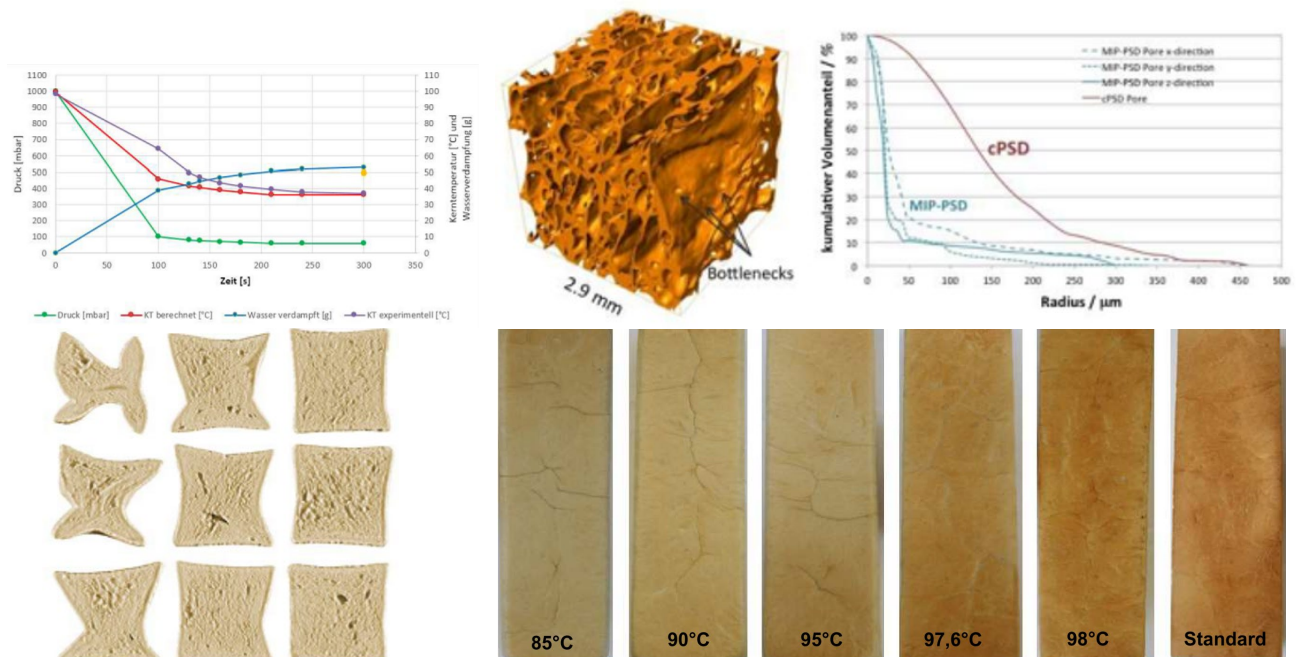 1100
1000
900
800
700
600
500
400
300
200
100
0
Druck [mbar]
110
100
90
80
70
60
50
40
30
20
10
0
Kerntemperatur [°C] und
Wasserverdampfung [g]
0
50
100
150
200
250
300
350
Zeit [s]
Druck [mbar]
KT berechnet [°C]
Wasser verdampft [g]
KT experimentell [°C]
Bottlenecks
2.9 mm
kumulativer Volumenanteil / %
100
90
80
70
60
50
40
30
20
10
0
MIP-PSD Pore x-direction
MIP-PSD Pore y-direction
MIP-PSD Pore z-direction
cPSD Pore
cPSD
MIP-PSD
0
50
100
150
200
250
300
350
400
450
500
Radius / µm
85°C
90°C
95°C
97,6°C
98°C
Standard